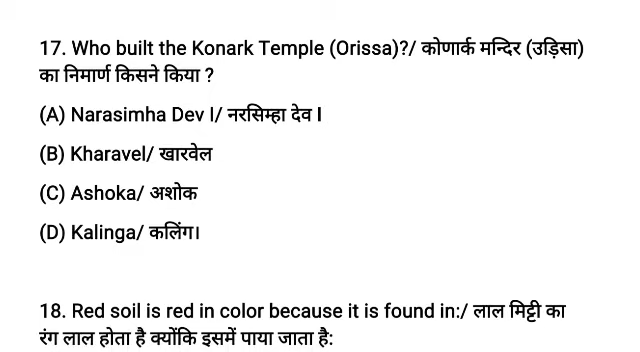 17. Who built the Konark Temple (Orissa)?/ कोणार्क मन्दिर (उड़िसा)
का निमार्ण किसने किया ?
(A) Narasimha Dev I/ नरसिम्हा देव I
(B) Kharavel/ खारवेल
(C) Ashoka/ अशोक
(D) Kalinga/ कलिंग।
18. Red soil is red in color because it is found in:/ लाल मिट्टी का
रंग लाल होता है क्योंकि इसमें पाया जाता है: